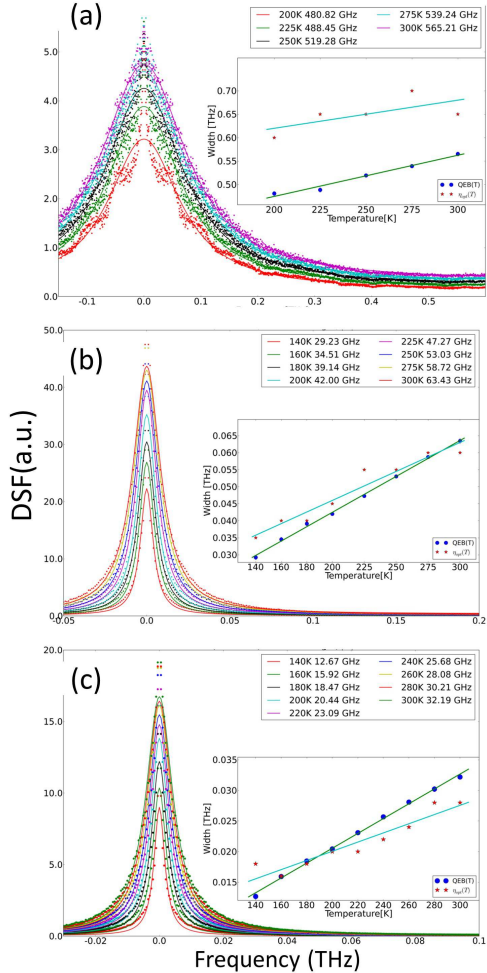 (a)
200K 480.82 GHz
225K 488.45 GHz
250K 519.28 GHz
275K 539.24 GHz
300K 565.21 GHz
5.0
4.0
3.0
2.0
1.0
0.0
-0.1 0.0 0.1 0.2 0.3 0.4 0.5
Width [THz]
0.70
0.65
0.60
0.55
0.50
200 225 250 275 300
Temperature[K]
QEB(T)
(b)
140K 29.23 GHz
160K 34.51 GHz
180K 39.14 GHz
200K 42.00 GHz
225K 47.27 GHz
250K 53.03 GHz
275K 58.72 GHz
300K 63.43 GHz
50.0
40.0
30.0
20.0
10.0
0.0
-0.05 0.0 0.05 0.1 0.15 0.2
Width [THz]
0.065
0.060
0.055
0.050
0.045
0.040
0.035
0.030
140 160 180 200 225 250 275 300
Temperature[K]
QEB(T)
DSF(a.u.)
(c)
140K 12.67 GHz
160K 15.92 GHz
180K 18.47 GHz
200K 20.44 GHz
220K 23.09 GHz
240K 25.68 GHz
260K 28.08 GHz
280K 30.21 GHz
300K 32.19 GHz
20.0
15.0
10.0
5.0
0.0
-0.02 0.0 0.02 0.04 0.06 0.08 0.1
Width [THz]
0.035
0.030
0.025
0.020
0.015
140 160 180 200 220 240 260 280 300
Temperature[K]
QEB(T)
Frequency (THz)